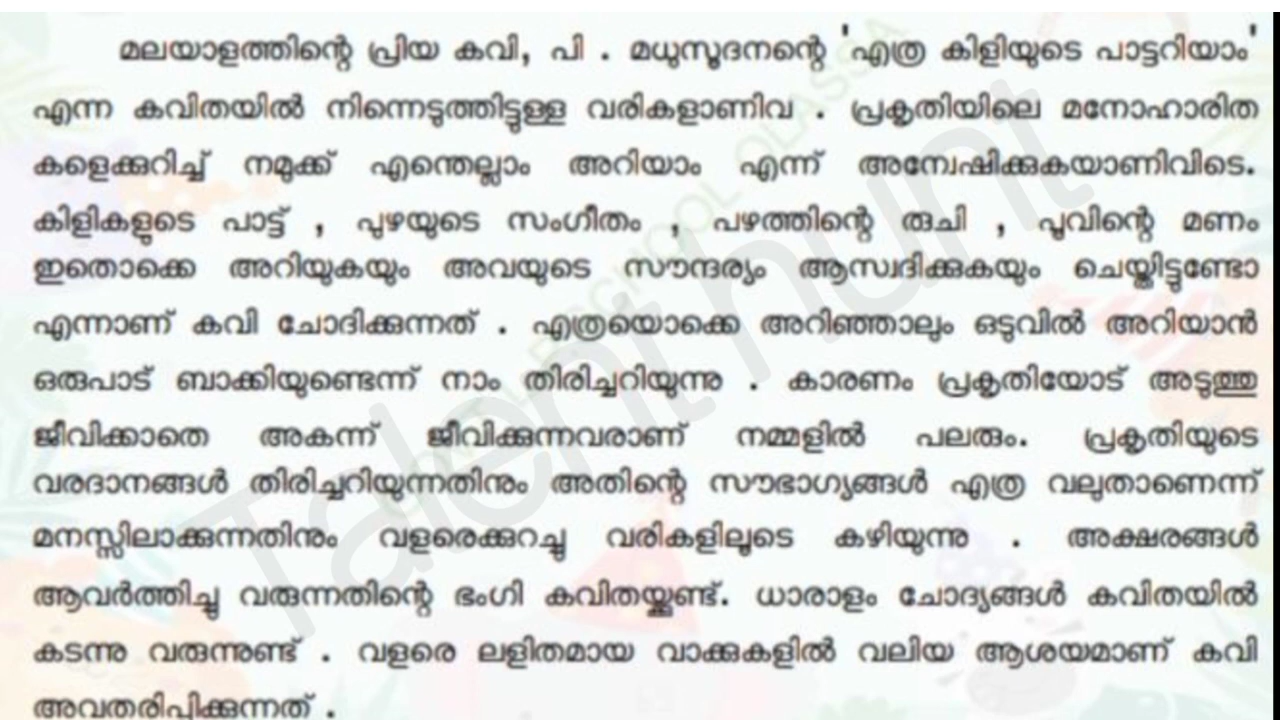 മലയാളത്തിന്റെ പ്രിയ കവി, പി . മധുസൂദനന്റെ 'എത്ര കിളിയുടെ പാട്ടറിയാം'
എന്ന കവിതയിൽ നിന്നെടുത്തിട്ടുള്ള വരികളാണിവ . പ്രകൃതിയിലെ മനോഹാരിത
കളെക്കുറിച്ച് നമുക്ക് എന്തെല്ലാം അറിയാം എന്ന് അന്വേഷിക്കുകയാണിവിടെ.
കിളികളുടെ പാട്ട് , പുഴയുടെ സംഗീതം , പഴത്തിന്റെ രുചി , പൂവിന്റെ മണം
ഇതൊക്കെ അറിയുകയും അവയുടെ സൗന്ദര്യം ആസ്വദിക്കുകയും ചെയ്തിട്ടുണ്ടോ
എന്നാണ് കവി ചോദിക്കുന്നത് . എത്രയൊക്കെ അറിഞ്ഞാലും ഒടുവിൽ അറിയാൻ
ഒരുപാട് ബാക്കിയുണ്ടെന്ന് നാം തിരിച്ചറിയുന്നു . കാരണം പ്രകൃതിയോട് അടുത്തു
ജീവിക്കാതെ അകന്ന് ജീവിക്കുന്നവരാണ് നമ്മളിൽ പലരും. പ്രകൃതിയുടെ
വരദാനങ്ങൾ തിരിച്ചറിയുന്നതിനും അതിന്റെ സൗഭാഗ്യങ്ങൾ എത്ര വലുതാണെന്ന്
മനസ്സിലാക്കുന്നതിനും വളരെക്കുറച്ചു വരികളിലൂടെ കഴിയുന്നു . അക്ഷരങ്ങൾ
ആവർത്തിച്ചു വരുന്നതിന്റെ ഭംഗി കവിതയ്ക്കുണ്ട്. ധാരാളം ചോദ്യങ്ങൾ കവിതയിൽ
കടന്നു വരുന്നുണ്ട് . വളരെ ലളിതമായ വാക്കുകളിൽ വലിയ ആശയമാണ് കവി
അവതരിപ്പിക്കുന്നത് .
Talent hunt